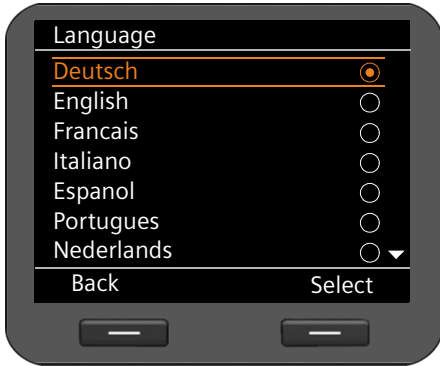 Language
Deutsch
English
Francais
Italiano
Espanol
Portugues
Nederlands
Back Select